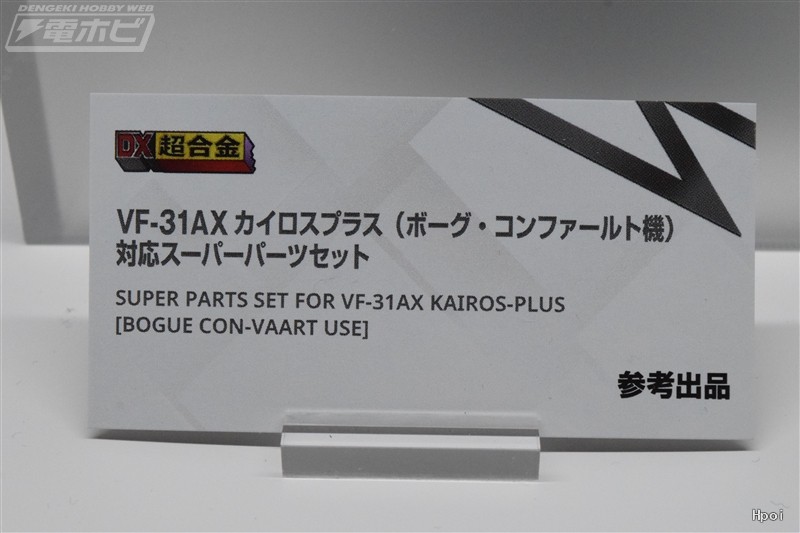 DENGEKI HOBBY WEB
電ホビ
DX超合金
VF-31AX カイロスプラス（ボーグ・コンファールト機）
対応スーパーパーツセット
SUPER PARTS SET FOR VF-31AX KAIROS-PLUS
[BOGUE CON-VAART USE]
参考出品
Hpoi